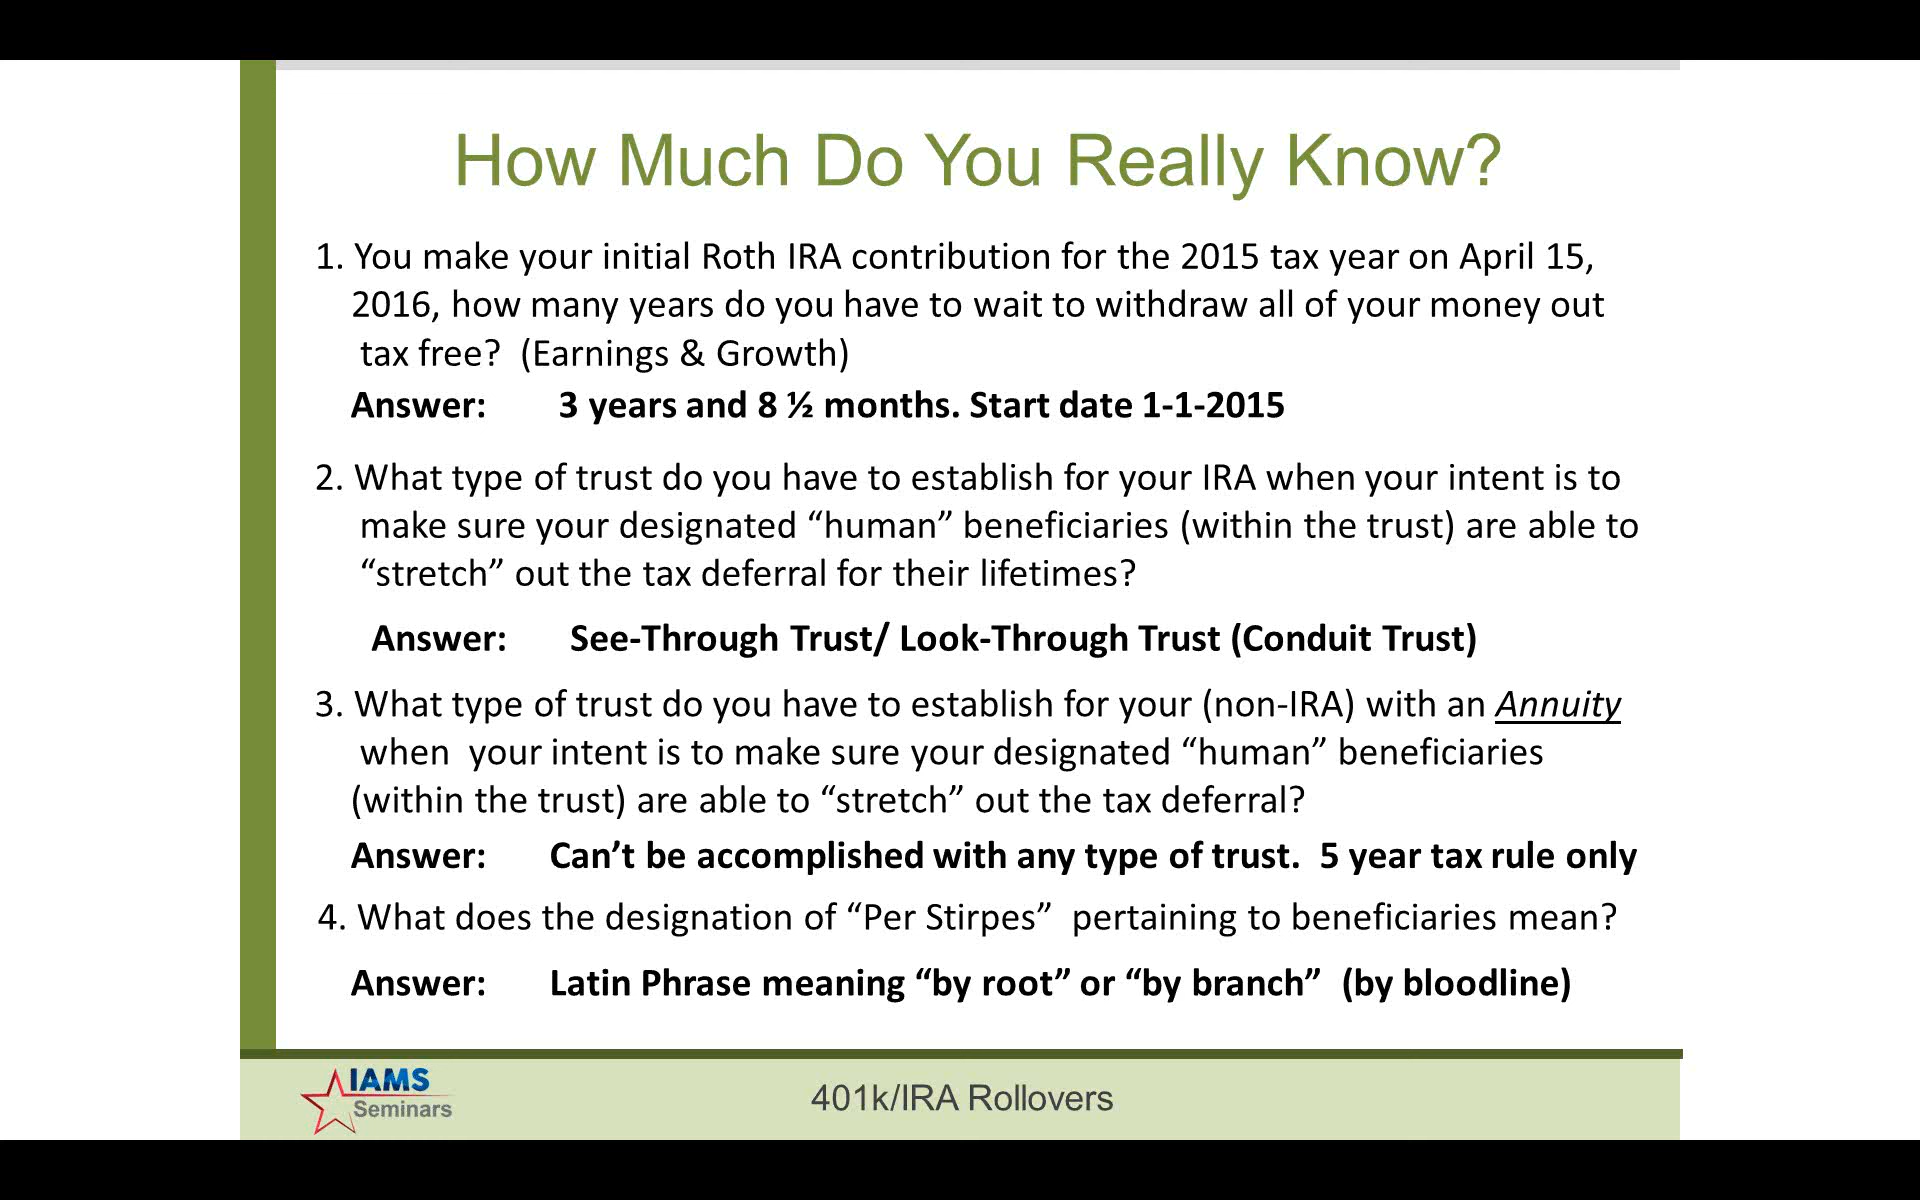 How Much Do You Really Know?
1. You make your initial Roth IRA contribution for the 2015 tax year on April 15,
2016, how many years do you have to wait to withdraw all of your money out
tax free?  (Earnings & Growth)
Answer: 3 years and 8 ½ months. Start date 1-1-2015
2. What type of trust do you have to establish for your IRA when your intent is to
make sure your designated “human” beneficiaries (within the trust) are able to
“stretch” out the tax deferral for their lifetimes?
Answer: See-Through Trust/ Look-Through Trust (Conduit Trust)
3. What type of trust do you have to establish for your (non-IRA) with an Annuity
when  your intent is to make sure your designated “human” beneficiaries
(within the trust) are able to “stretch” out the tax deferral?
Answer: Can’t be accomplished with any type of trust.  5 year tax rule only
4. What does the designation of “Per Stirpes”  pertaining to beneficiaries mean?
Answer: Latin Phrase meaning “by root” or “by branch”  (by bloodline)
IAMS
Seminars
401k/IRA Rollovers